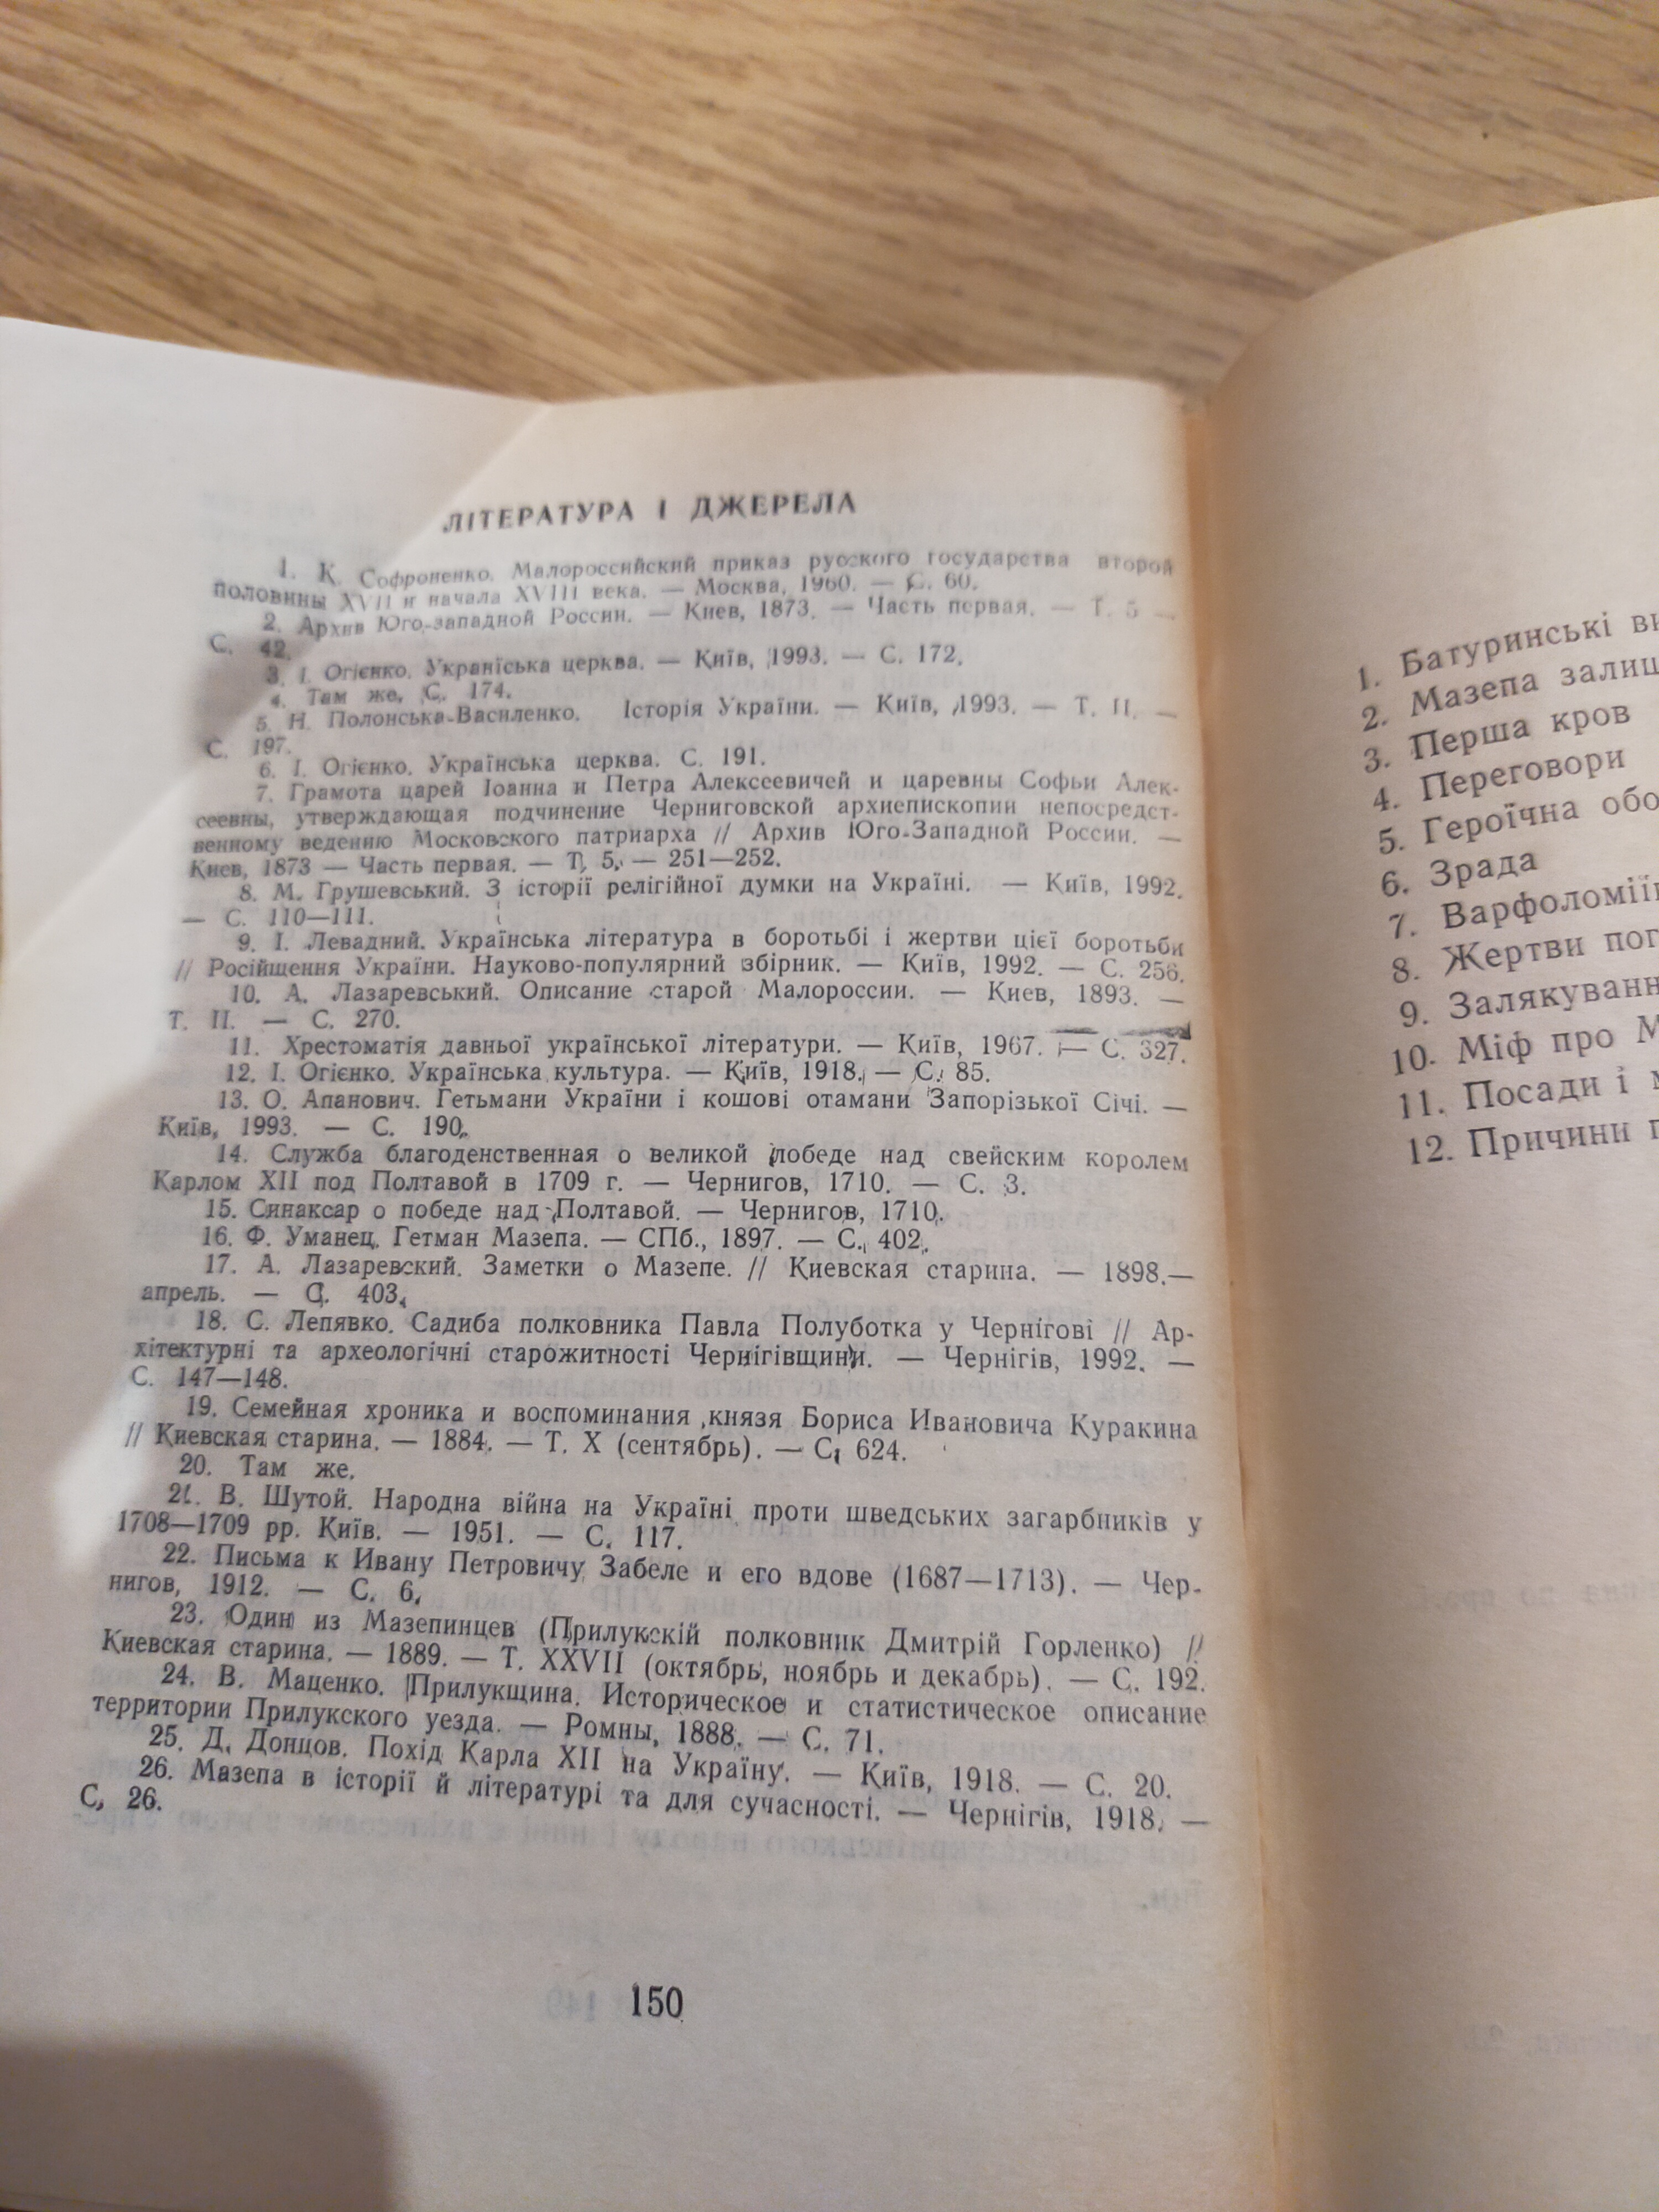 ЛІТЕРАТУРА І ДЖЕРЕЛА
1. К. Софроненко. Малороссийский приказ русского государства второй
половины XVII и начала XVIII века. — Москва, 1960. — С. 60.
2. Архив Юго-западной России. — Киев, 1873. — Часть первая. — Т. 5 —
С. 42.
3. І. Огієнко. Українська церква. — Київ, 1993. — С. 172.
4. Там же. С. 174.
5. Н. Полонська-Василенко. Історія України. — Київ, 1993. — Т. II. —
С. 197.
6. І. Огієнко. Українська церква. С. 191.
7. Грамота царей Іоанна и Петра Алексеевичей и царевны Софьи Алек-
сеевны, утверждающая подчинение Черниговской архиепископии непосредст-
венному ведению Московского патриарха // Архив Юго-Западной России. —
Киев, 1873 — Часть первая. — Т. 5. — 251—252.
8. М. Грушевський. З історії релігійної думки на Україні. — Київ, 1992.
— С. 110—111.
9. І. Левадний. Українська література в боротьбі і жертви цієї боротьби
// Російщення України. Науково-популярний збірник. — Київ, 1992. — С. 256.
10. А. Лазаревський. Описание старой Малороссии. — Киев, 1893. —
Т. II. — С. 270.
11. Хрестоматія давньої української літератури. — Київ, 1967. — С. 327.
12. І. Огієнко. Українська культура. — Київ, 1918. — С. 85.
13. О. Апанович. Гетьмани України і кошові отамани Запорізької Січі. —
Київ, 1993. — С. 190.
14. Служба благоденственная о великой победе над свейским королем
Карлом XII под Полтавой в 1709 г. — Чернигов, 1710. — С. 3.
15. Синаксар о победе над Полтавой. — Чернигов, 1710.
16. Ф. Уманец. Гетман Мазепа. — СПб., 1897. — С. 402.
17. А. Лазаревский. Заметки о Мазепе. // Киевская старина. — 1898.—
апрель. — С. 403.
18. С. Лепявко. Садиба полковника Павла Полуботка у Чернігові // Ар-
хітектурні та археологічні старожитності Чернігівщини. — Чернігів, 1992. —
С. 147—148.
19. Семейная хроника и воспоминания князя Бориса Ивановича Куракина
// Киевская старина. — 1884. — Т. X (сентябрь). — С. 624.
20. Там же.
21. В. Шутой. Народна війна на Україні проти шведських загарбників у
1708—1709 рр. Київ. — 1951. — С. 117.
22. Письма к Ивану Петровичу Забеле и его вдове (1687—1713). — Чер-
нигов, 1912. — С. 6.
23. Один из Мазепинцев (Прилукскій полковник Дмитрій Горленко) //
Киевская старина. — 1889. — Т. XXVII (октябрь, ноябрь и декабрь). — С. 192.
24. В. Маценко. Прилукщина. Историческое и статистическое описание
территории Прилукского уезда. — Ромны, 1888. — С. 71.
25. Д. Донцов. Похід Карла XII на Україну. — Київ, 1918. — С. 20.
26. Мазепа в історії й літературі та для сучасності. — Чернігів, 1918. —
С. 26.
150
1. Батуринські
2. Мазепа
3. Перша кров
4. Переговори
5. Героїчна
6. Зрада
7.
8. Жертви
9.
10. Міф про
11. Посади і
12. Причини